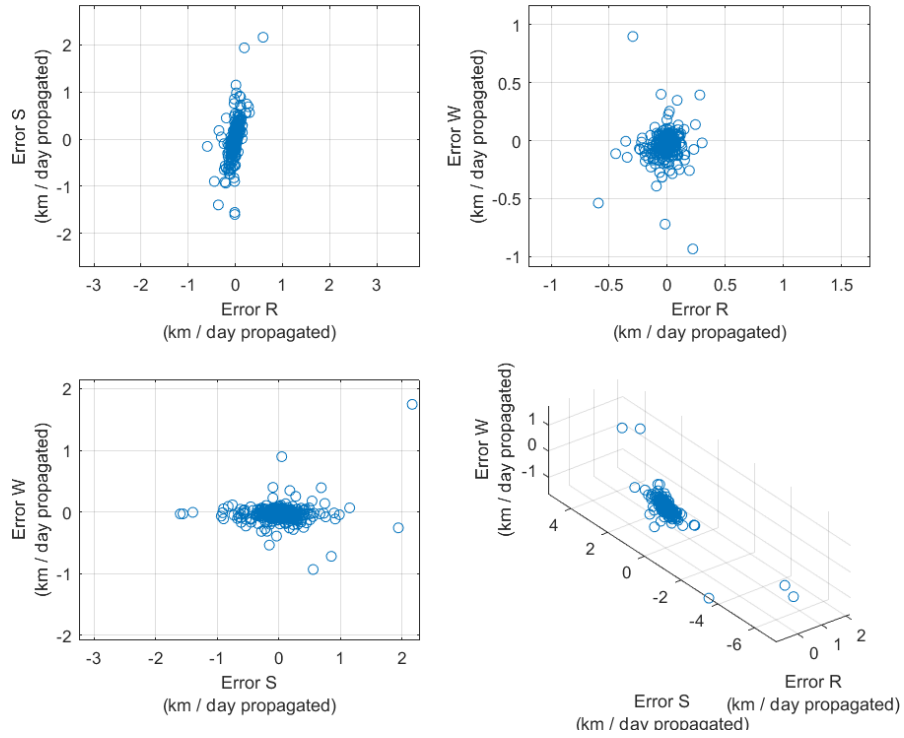 Error S
(km / day propagated)
2
1
0
-1
-2
-3 -2 -1 0 1 2 3
Error R
(km / day propagated)
Error W
(km / day propagated)
1
0.5
0
-0.5
-1
-1 -0.5 0 0.5 1 1.5
Error R
(km / day propagated)
Error W
(km / day propagated)
2
1
0
-1
-2
-3 -2 -1 0 1 2
Error S
(km / day propagated)
Error W
(km / day propagated)
1
0
-1
4
2
0
-2
-4
-6
0 1 2
Error S
(km / day propagated)
Error R
(km / day propagated)